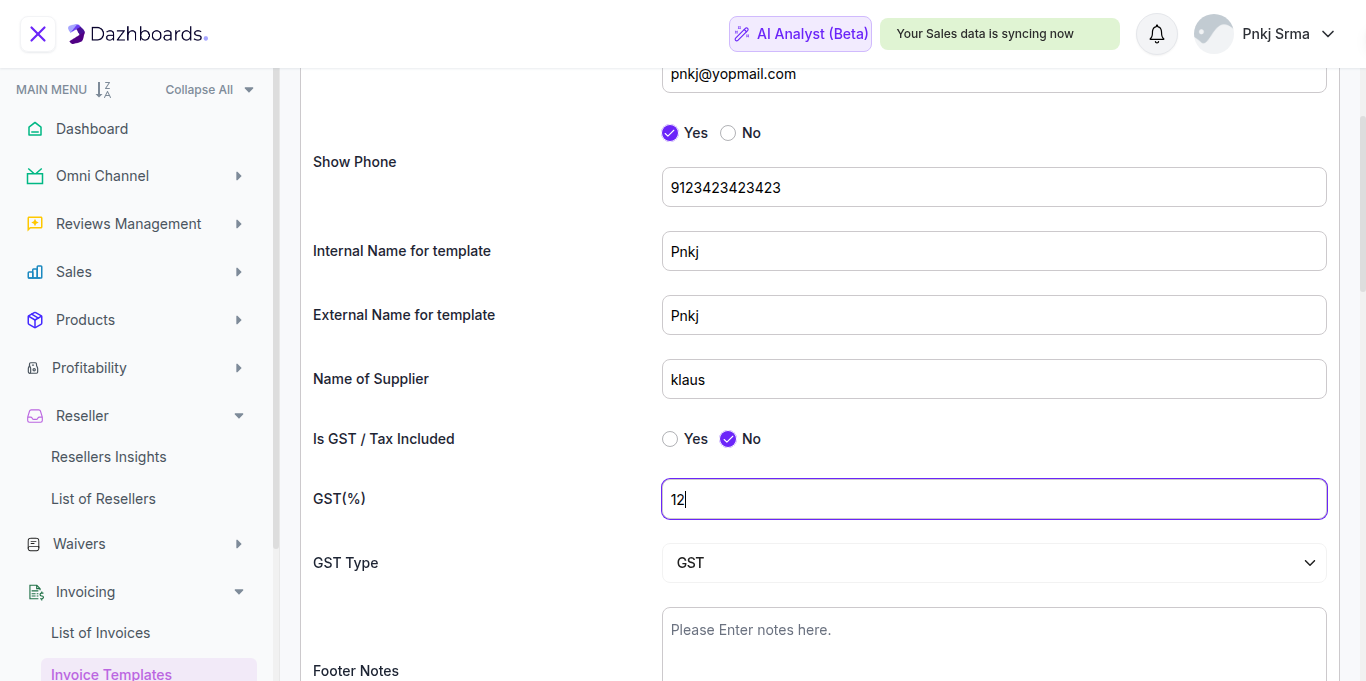 Dazhboards.
AI Analyst (Beta)
Your Sales data is syncing now
Pnkj Srma
MAIN MENU
Z
A
Collapse All
Dashboard
Omni Channel
Reviews Management
Sales
Products
Profitability
Reseller
Resellers Insights
List of Resellers
Waivers
Invoicing
List of Invoices
Invoice Templates
pnkj@yopmail.com
Show Phone
Yes
No
9123423423423
Internal Name for template
Pnkj
External Name for template
Pnkj
Name of Supplier
klaus
Is GST / Tax Included
Yes
No
GST(%)
12
GST Type
GST
Footer Notes
Please Enter notes here.